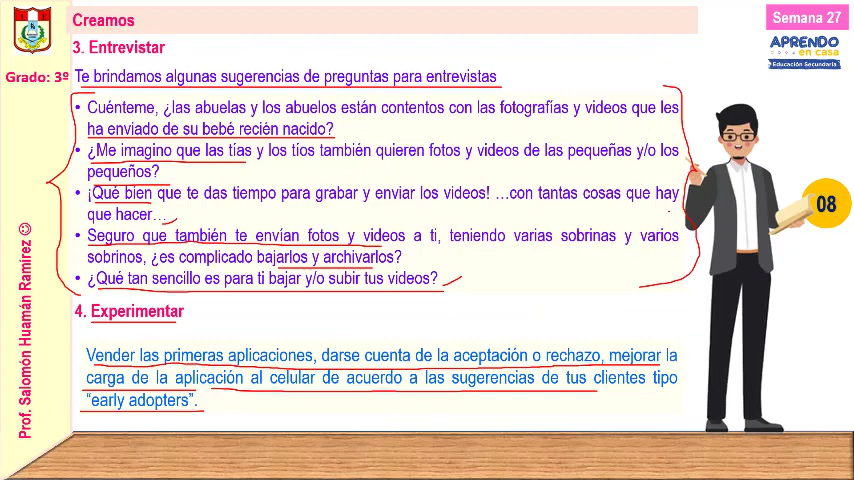 Creamos
Semana 27
3. Entrevistar
APRENDO
en casa
Educación Secundaria
Grado: 3º
Te brindamos algunas sugerencias de preguntas para entrevistas
• Cuénteme, ¿las abuelas y los abuelos están contentos con las fotografías y videos que les
ha enviado de su bebé recién nacido?
• ¿Me imagino que las tías y los tíos también quieren fotos y videos de las pequeñas y/o los
pequeños?
• ¡Qué bien que te das tiempo para grabar y enviar los videos! …con tantas cosas que hay
que hacer…
• Seguro que también te envían fotos y videos a ti, teniendo varias sobrinas y varios
sobrinos, ¿es complicado bajarlos y archivarlos?
• ¿Qué tan sencillo es para ti bajar y/o subir tus videos?
08
4. Experimentar
Vender las primeras aplicaciones, darse cuenta de la aceptación o rechazo, mejorar la
carga de la aplicación al celular de acuerdo a las sugerencias de tus clientes tipo
“early adopters”.
Prof. Salomón Huamán Ramírez ☺